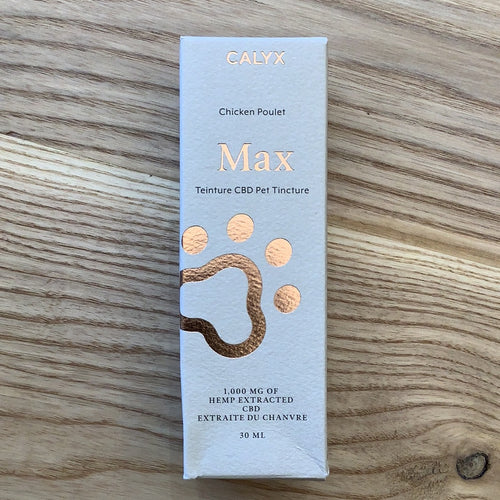 CALYX
Chicken Poulet
Max
Teinture CBD Pet Tincture
1,000 MG OF
HEMP EXTRACTED
CBD
EXTRAITE DU CHANVRE
30 ML